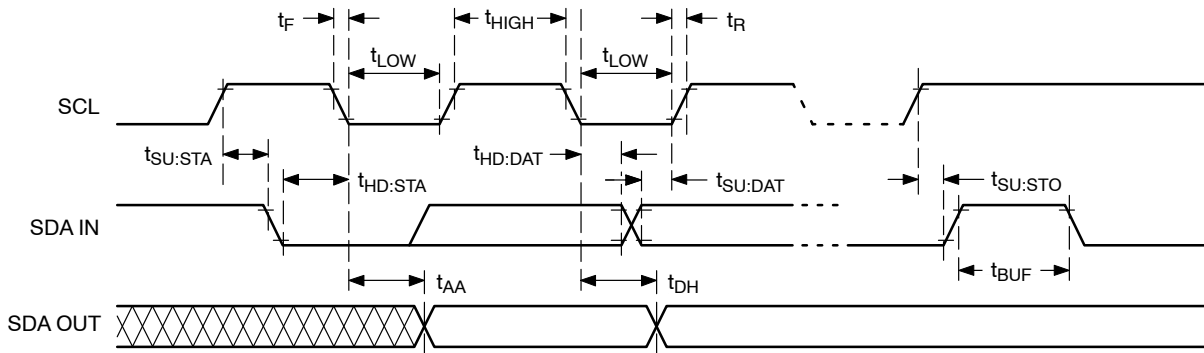 tF tHIGH tR
tLOW tLOW
SCL
tSU:STA tHD:DAT
tHD:STA tSU:DAT tSU:STO
SDA IN
tAA tDH tBUF
SDA OUT